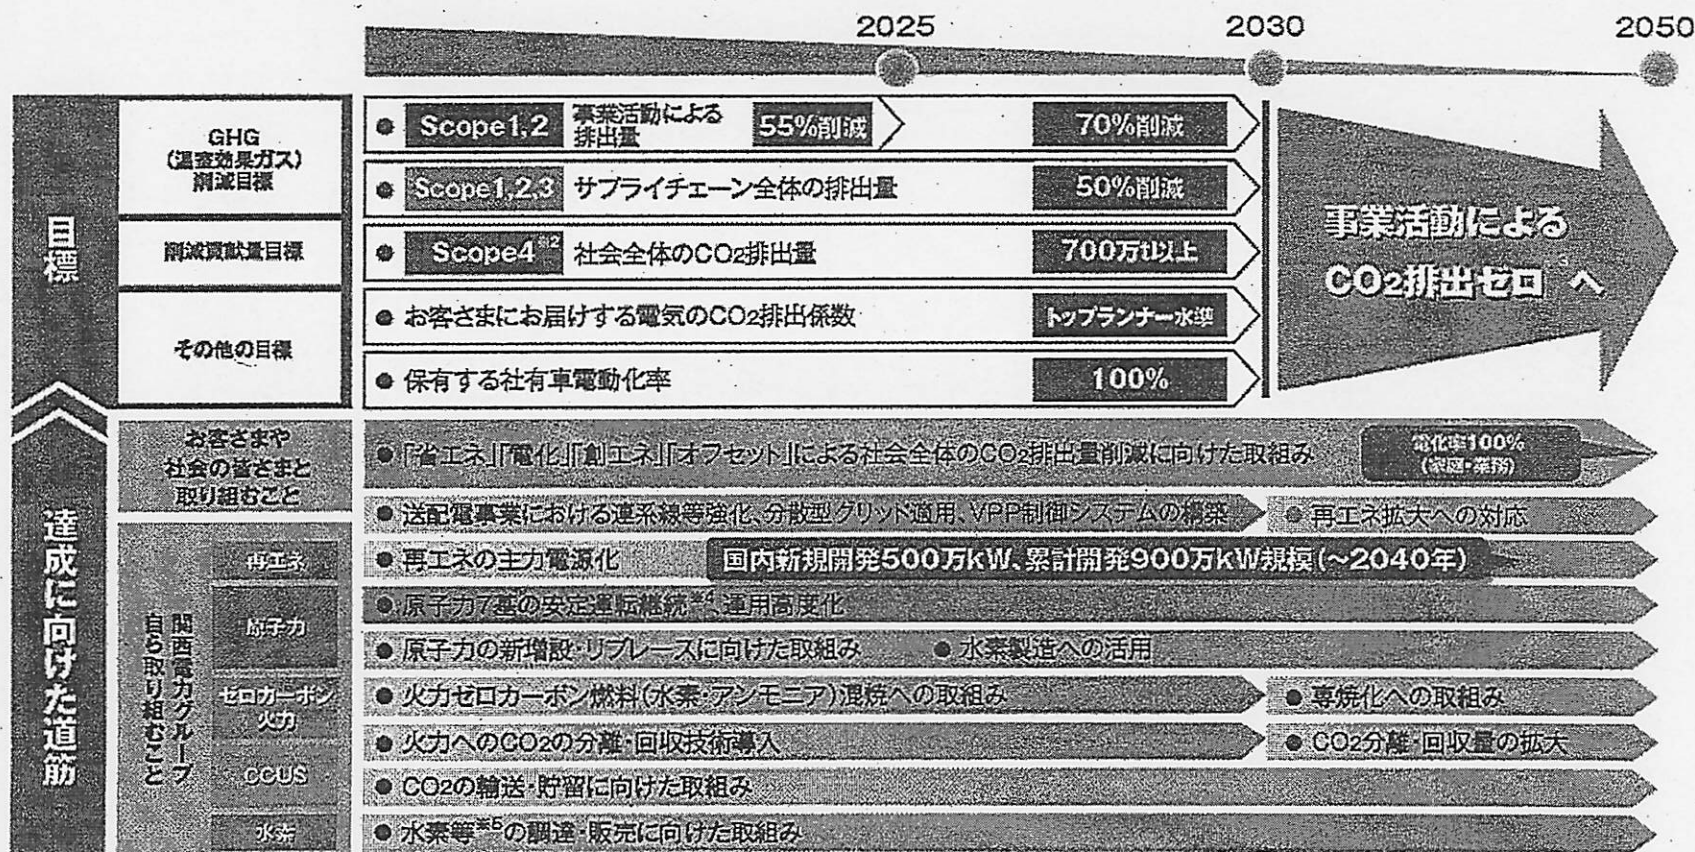 2025
2030
2050
目標
GHG
(温室効果ガス)
削減目標
● Scope1,2 事業活動による
排出量
55%削減
70%削減
● Scope1,2,3 サプライチェーン全体の排出量
50%削減
削減貢献量目標
● Scope4※2 社会全体のCO2排出量
700万t以上
その他の目標
● お客さまにお届けする電気のCO2排出係数
トップランナー水準
● 保有する社有車電動化率
100%
事業活動による
CO2排出ゼロ 3 へ
達成に向けた道筋
お客さまや
社会の皆さまと
取り組むこと
● 「省エネ」「電化」「創エネ」「オフセット」による社会全体のCO2排出量削減に向けた取組み
電化率100%
(家庭・業務)
関西電力グループ
自ら取り組むこと
● 送配電事業における連系線等強化、分散型グリッド適用、VPP制御システムの構築
● 再エネ拡大への対応
再エネ
● 再エネの主力電源化
国内新規開発500万kW、累計開発900万kW規模(～2040年)
原子力
● 原子力7基の安定運転継続※4、運用高度化
● 原子力の新増設・リプレースに向けた取組み
● 水素製造への活用
ゼロカーボン
火力
● 火力ゼロカーボン燃料(水素・アンモニア)混焼への取組み
● 専焼化への取組み
CCUS
● 火力へのCO2の分離・回収技術導入
● CO2分離・回収量の拡大
● CO2の輸送・貯留に向けた取組み
水素
● 水素等※5の調達・販売に向けた取組み